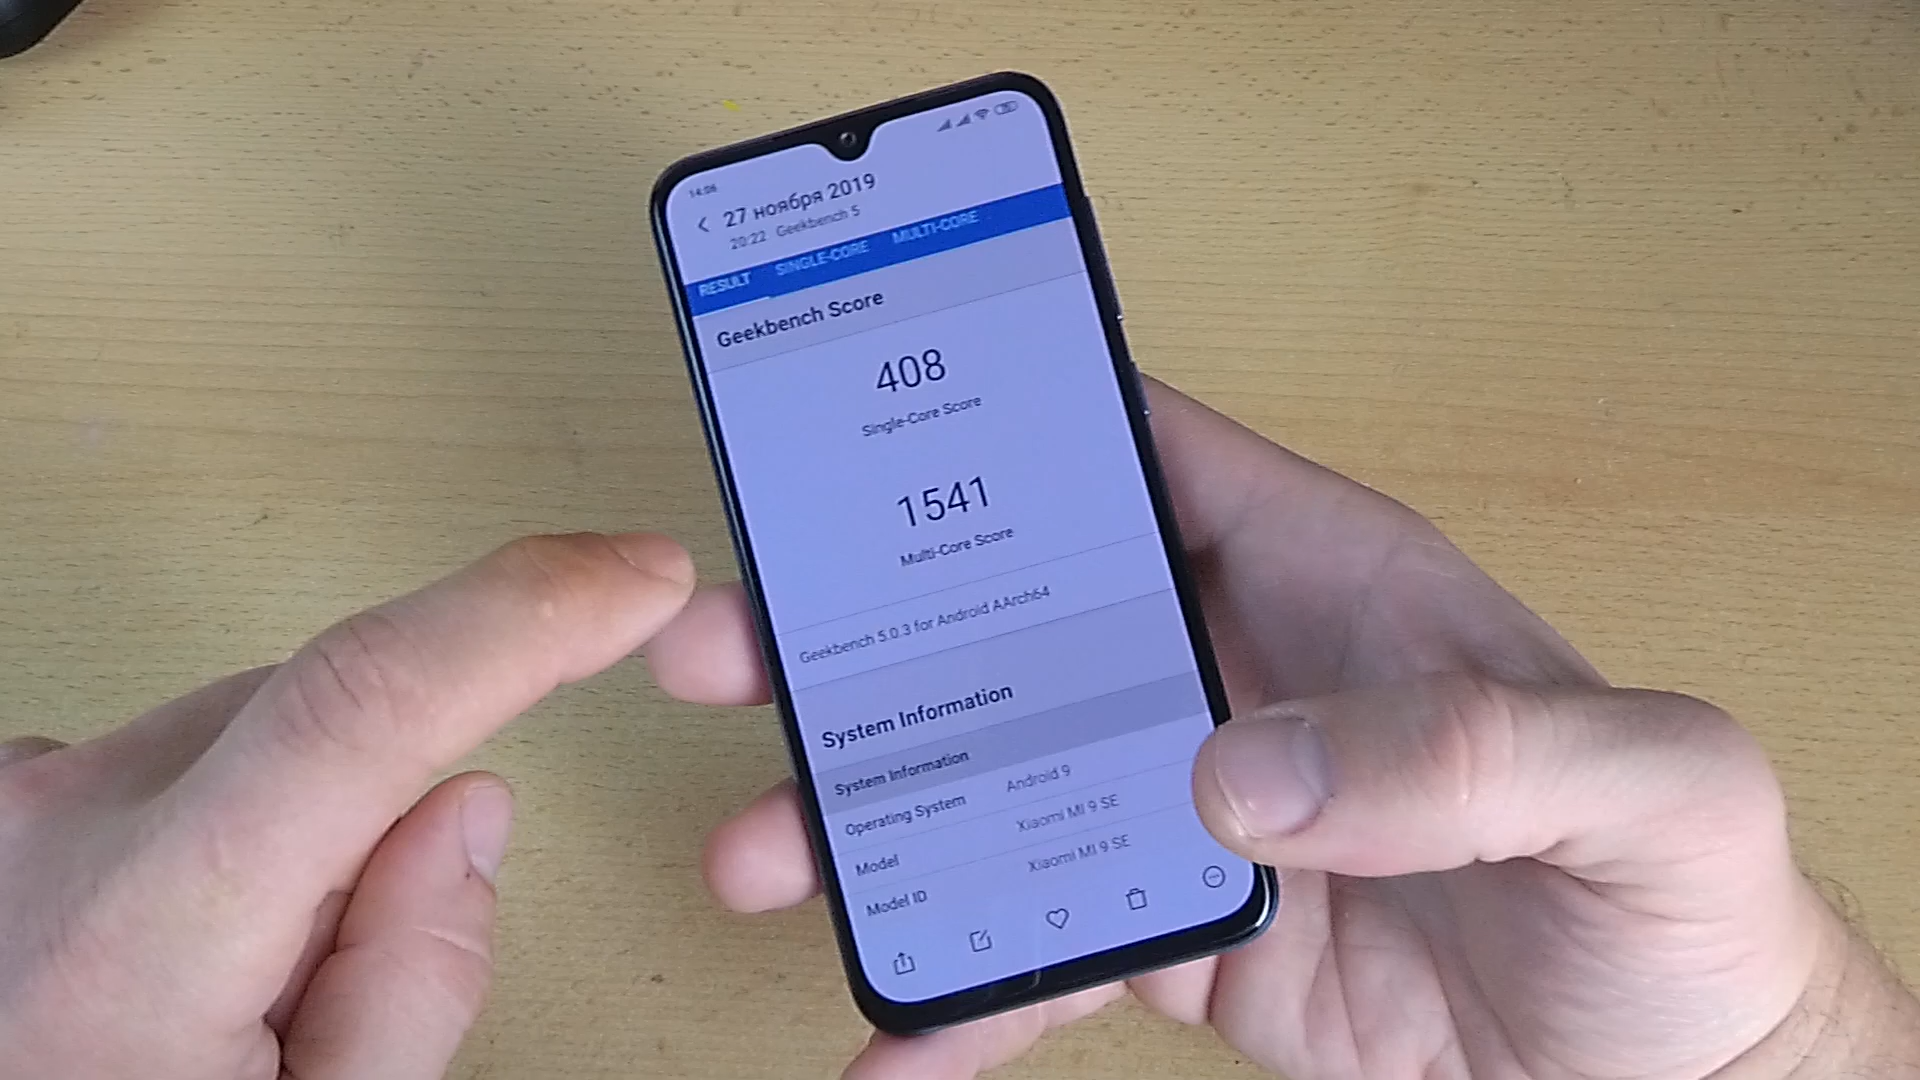 14:06
27 ноября 2019
20:22 Geekbench 5
RESULT SINGLE-CORE MULTI-CORE
Geekbench Score
408
Single-Core Score
1541
Multi-Core Score
Geekbench 5.0.3 for Android AArch64
System Information
System Information
Operating System Android 9
Model Xiaomi MI 9 SE
Model ID Xiaomi MI 9 SE